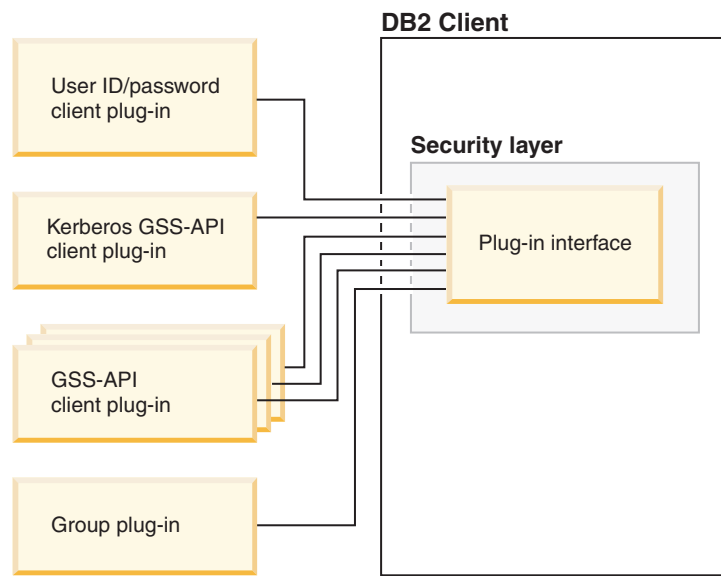 DB2 Client
User ID/password
client plug-in
Security layer
Kerberos GSS-API
client plug-in
Plug-in interface
GSS-API
client plug-in
Group plug-in